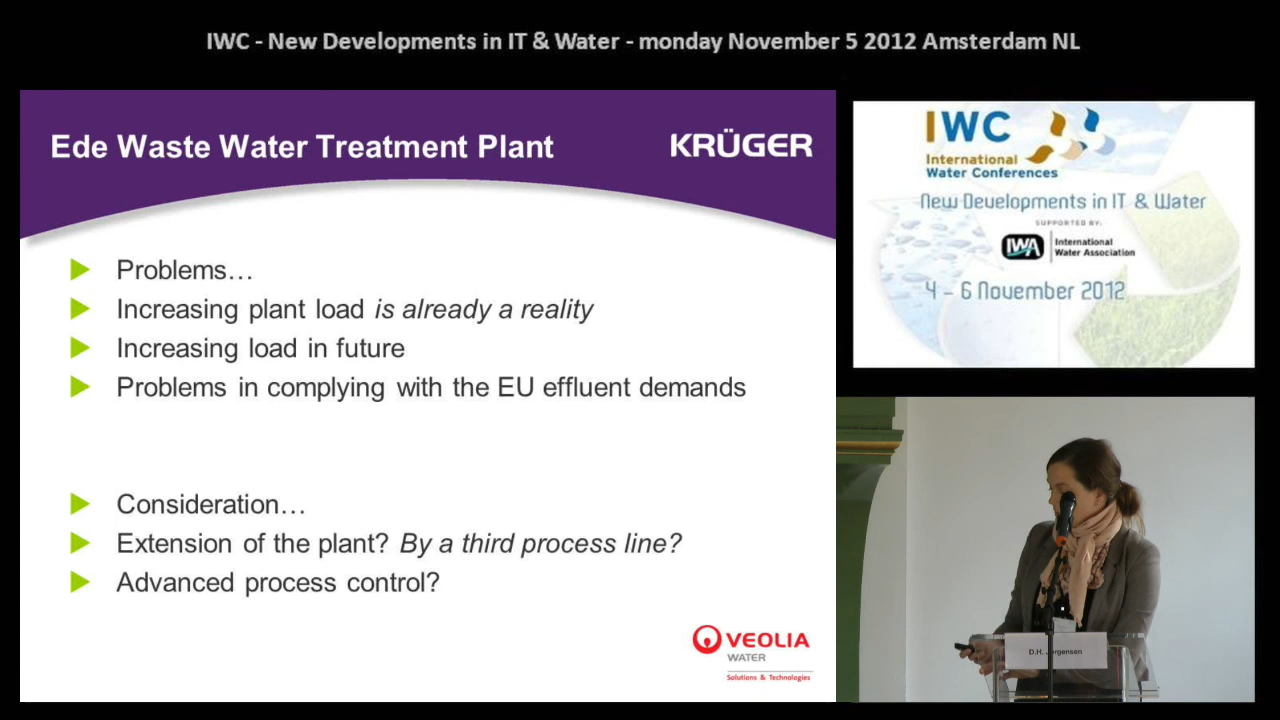 IWC - New Developments in IT & Water - monday November 5 2012 Amsterdam NL
Ede Waste Water Treatment Plant
KRÜGER
Problems…
Increasing plant load is already a reality
Increasing load in future
Problems in complying with the EU effluent demands
Consideration…
Extension of the plant? By a third process line?
Advanced process control?
VEOLIA
WATER
Solutions & Technologies
IWC
International
Water Conferences
New Developments in IT & Water
SUPPORTED BY:
IWA International
Water Association
4 – 6 November 2012
D.H. Jørgensen